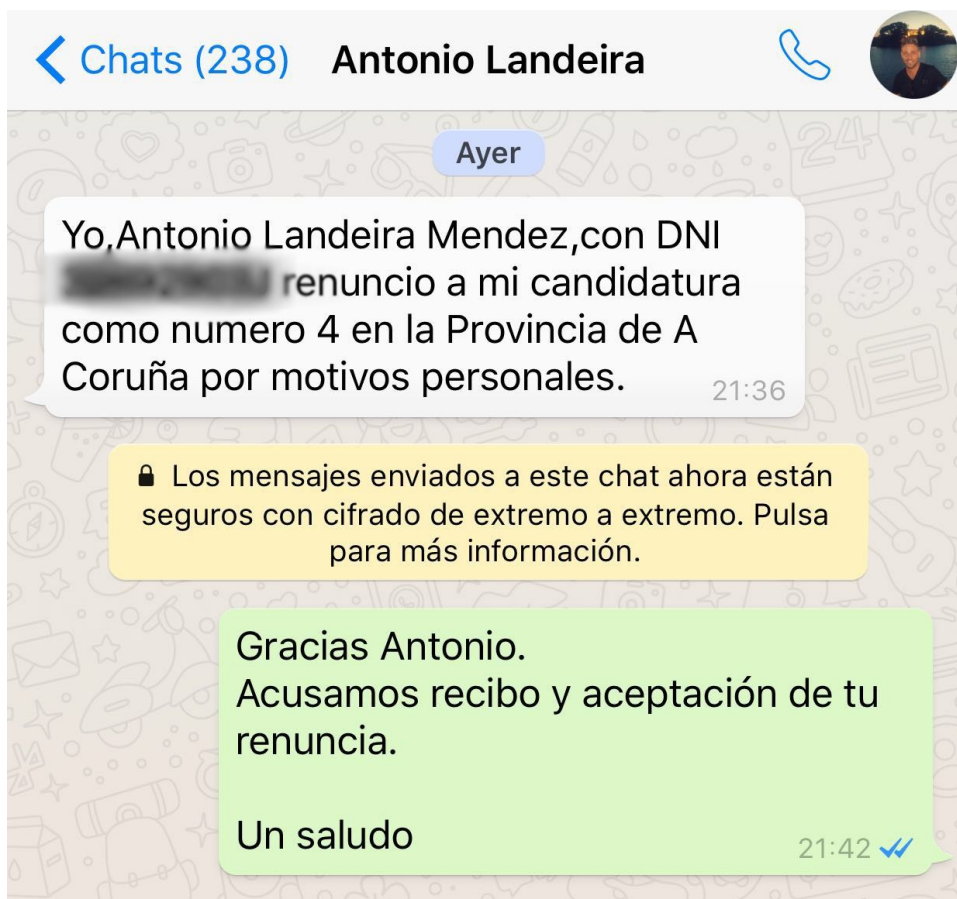 Chats (238) Antonio Landeira
Ayer
Yo,Antonio Landeira Mendez,con DNI
renuncio a mi candidatura
como numero 4 en la Provincia de A
Coruña por motivos personales. 21:36
Los mensajes enviados a este chat ahora están
seguros con cifrado de extremo a extremo. Pulsa
para más información.
Gracias Antonio.
Acusamos recibo y aceptación de tu
renuncia.
Un saludo 21:42